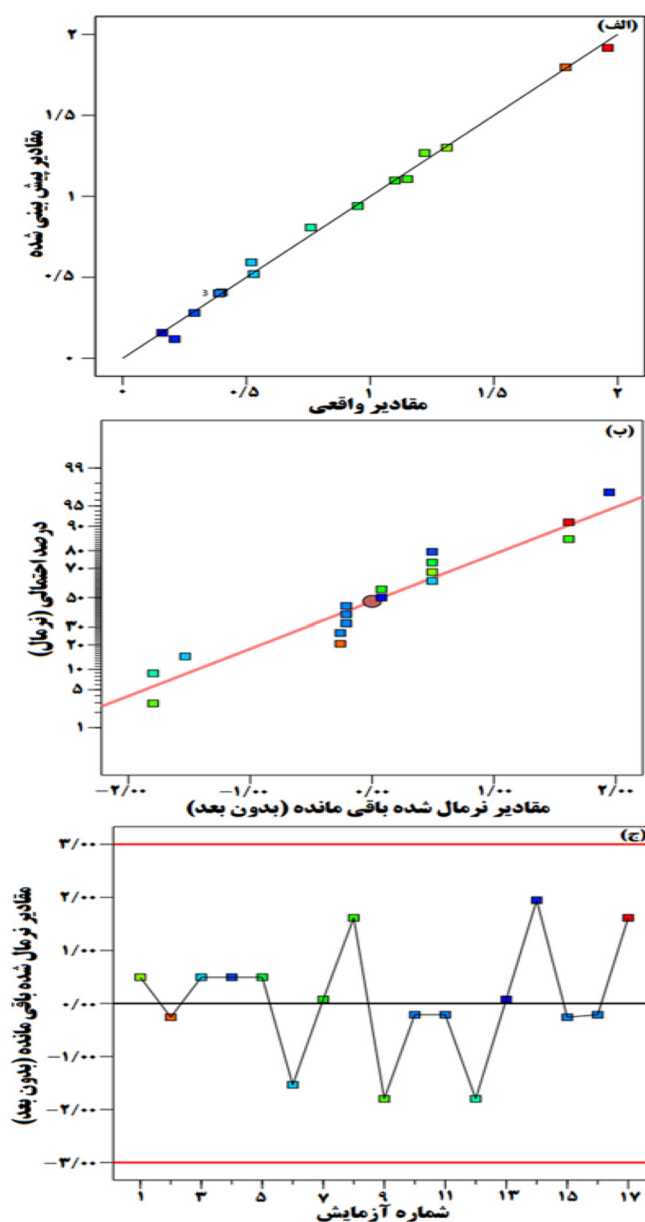 (الف)
مقادیر پیش بینی شده
۲
۱/۵
۱
۰/۵
۰
۰ ۰/۵ ۱ ۱/۵ ۲
مقادیر واقعی
(ب)
درصد احتمالی (نرمال)
۹۹
۹۵
۹۰
۸۰
۷۰
۵۰
۳۰
۲۰
۱۰
۵
۱
−۲/۰۰ −۱/۰۰ ۰/۰۰ ۱/۰۰ ۲/۰۰
مقادیر نرمال شده باقی مانده (بدون بعد)
(ج)
مقادیر نرمال شده باقی مانده (بدون بعد)
۳/۰۰
۲/۰۰
۱/۰۰
۰/۰۰
−۱/۰۰
−۲/۰۰
−۳/۰۰
۱ ۳ ۵ ۷ ۹ ۱۱ ۱۳ ۱۵ ۱۷
شماره آزمایش